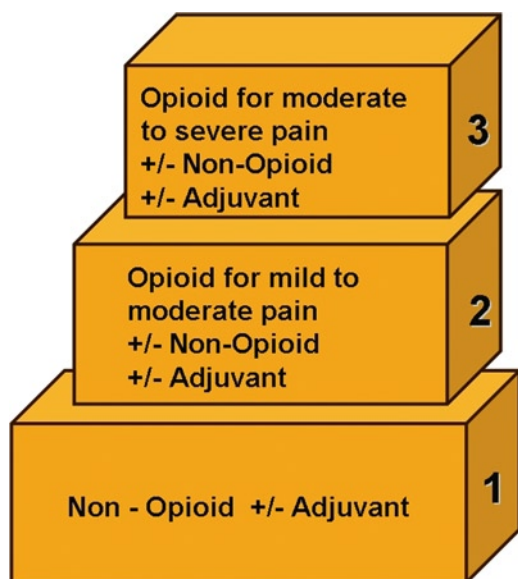 Opioid for moderate
to severe pain
+/- Non-Opioid
+/- Adjuvant
3
Opioid for mild to
moderate pain
+/- Non-Opioid
+/- Adjuvant
2
Non - Opioid +/- Adjuvant
1